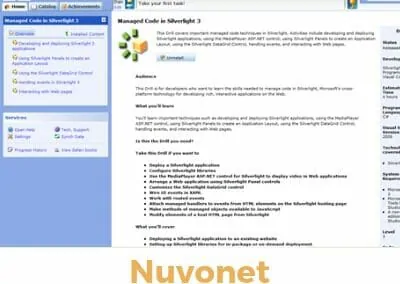 Home Catalog Achievements
Take your first task!
Managed Code in Silverlight 3
Overview Installed Content
Developing and deploying Silverlight 3 applications
Using Silverlight Panels to create an Application Layout
Using the Silverlight DataGrid Control
Handling events in Silverlight 3
Interacting with web pages
Services
Open Help Tech. Support
Settings Synch Data
Progress History View Safari books
Managed Code in Silverlight 3
This Drill covers important managed code techniques in Silverlight. Activities include developing and deploying
Silverlight applications, using the MediaPlayer ASP.NET control, using Silverlight Panels to create an Application
Layout, using the Silverlight DataGrid Control, handling events, and interacting with Web pages.
Uninstall
Audience
This Drill is for developers who want to learn the skills needed to manage code in Silverlight, Microsoft's cross-
platform technology for developing rich, interactive applications on the Web.
What you'll learn
You'll learn important techniques such as developing and deploying Silverlight applications, using the MediaPlayer
ASP.NET control, using Silverlight Panels to create an Application Layout, using the Silverlight DataGrid Control,
handling events, and interacting with Web pages.
Is this the Drill you need?
Take this Drill if you want to
Deploy a Silverlight application
Configure Silverlight libraries
Use the MediaPlayer ASP.NET control for Silverlight to deploy video in Web applications
Arrange a Web application using Silverlight Panel controls
Customize the Silverlight DataGrid control
Wire UI events in XAML
Work with routed events
Attach managed handlers to events from HTML elements on the Silverlight hosting page
Make methods of managed objects available to JavaScript
Modify elements of a host HTML page from Silverlight
What you'll cover
Deploying a Silverlight application to an existing website
Setting up Silverlight libraries for in-package or on-demand deployment
Details
Status
Nuvonet